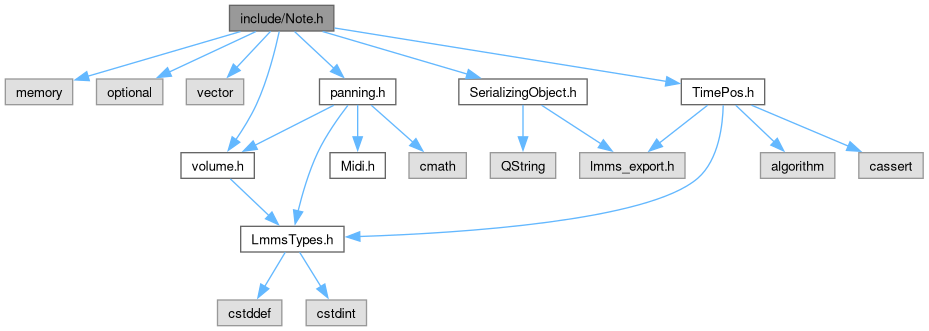 include/Note.h
memory
optional
vector
panning.h
SerializingObject.h
TimePos.h
volume.h
Midi.h
cmath
QString
lmms_export.h
algorithm
cassert
LmmsTypes.h
cstddef
cstdint